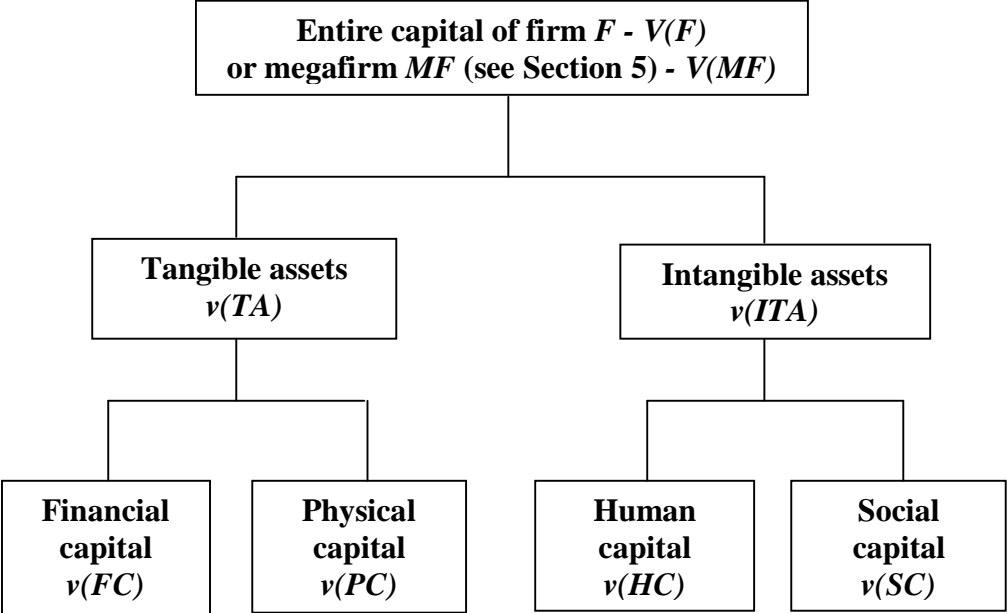 Entire capital of firm F - V(F)
or megafirm MF (see Section 5) - V(MF)
Tangible assets
v(TA)
Intangible assets
v(ITA)
Financial
capital
v(FC)
Physical
capital
v(PC)
Human
capital
v(HC)
Social
capital
v(SC)